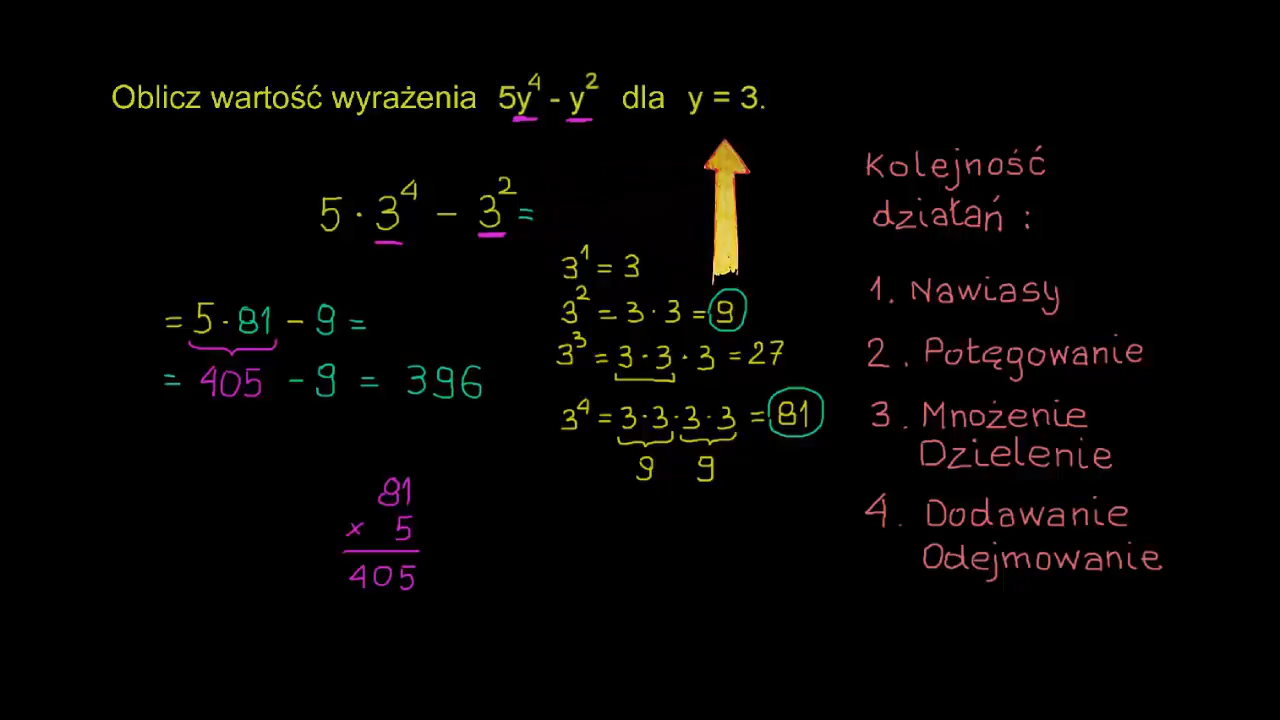 Oblicz wartość wyrażenia 5y⁴ - y² dla y = 3.
5 · 3⁴ – 3² =
= 5 · 81 – 9 =
= 405 – 9 = 396
81
× 5
405
3¹ = 3
3² = 3 · 3 = 9
3³ = 3 · 3 · 3 = 27
3⁴ = 3 · 3 · 3 · 3 = 81
9 9
Kolejność
działań :
1. Nawiasy
2. Potęgowanie
3. Mnożenie
Dzielenie
4. Dodawanie
Odejmowanie